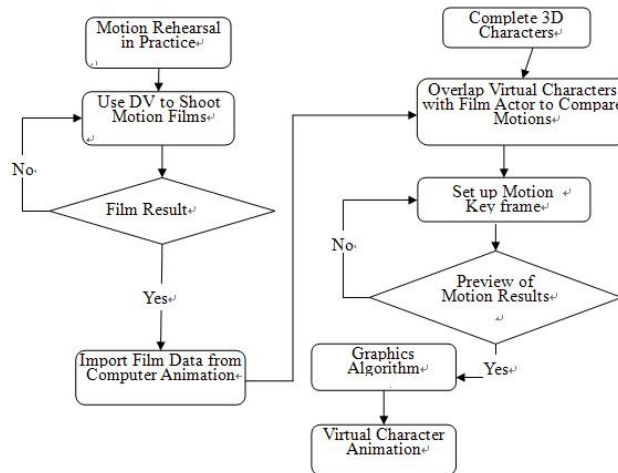 Motion Rehearsal
in Practice
Use DV to Shoot
Motion Films
No
Film Result
Yes
Import Film Data from
Computer Animation
Complete 3D
Characters
Overlap Virtual Characters
with Film Actor to Compare
Motions
Set up Motion
Key frame
No
Preview of
Motion Results
Yes
Graphics
Algorithm
Virtual Character
Animation